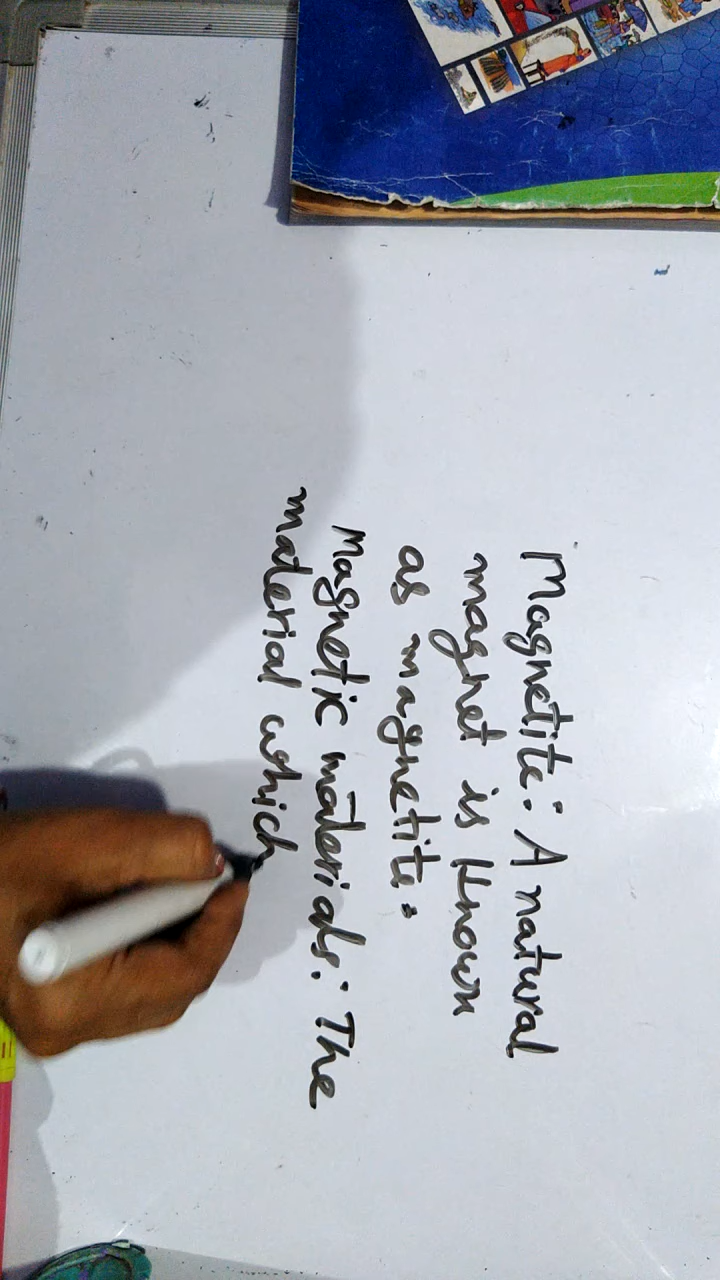 Magnetite: A natural
magnet is known
as magnetite.
Magnetic materials: The
material which